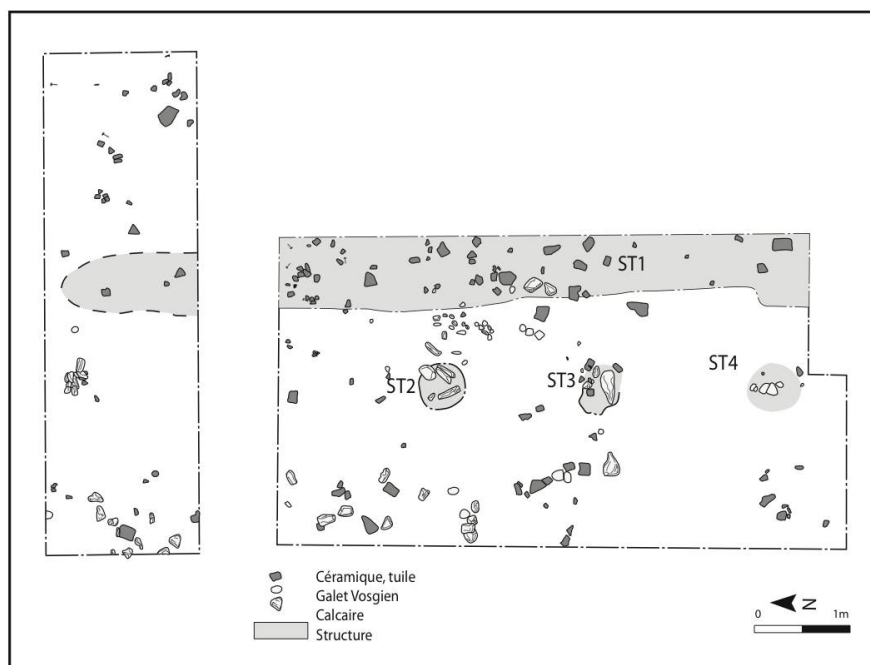 ST1
ST2
ST3
ST4
Céramique, tuile
Galet Vosgien
Calcaire
Structure
N
0 1m